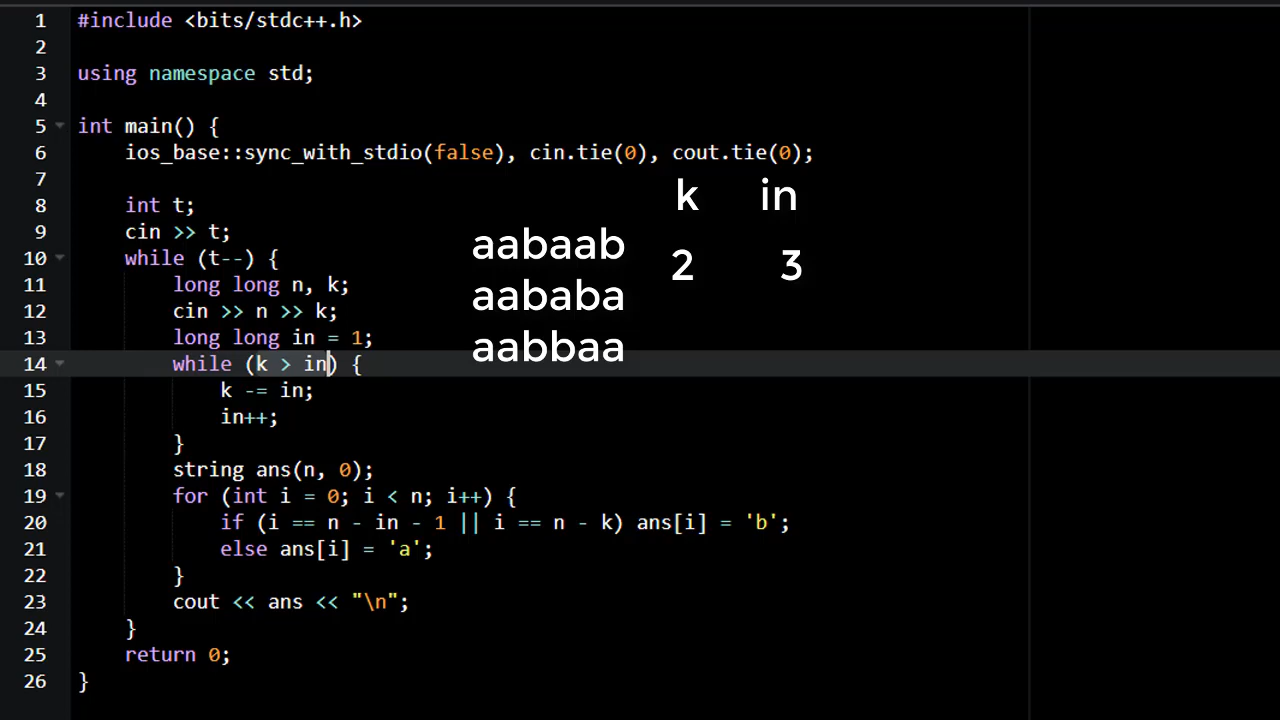 1 #include <bits/stdc++.h>
2
3 using namespace std;
4
5 int main() {
6 ios_base::sync_with_stdio(false), cin.tie(0), cout.tie(0);
7
8 int t;
9 cin >> t;
10 while (t--) {
11 long long n, k;
12 cin >> n >> k;
13 long long in = 1;
14 while (k > in) {
15 k -= in;
16 in++;
17 }
18 string ans(n, 0);
19 for (int i = 0; i < n; i++) {
20 if (i == n - in - 1 || i == n - k) ans[i] = 'b';
21 else ans[i] = 'a';
22 }
23 cout << ans << "\n";
24 }
25 return 0;
26 }
k in
aabaab
2 3
aababa
aabbaa